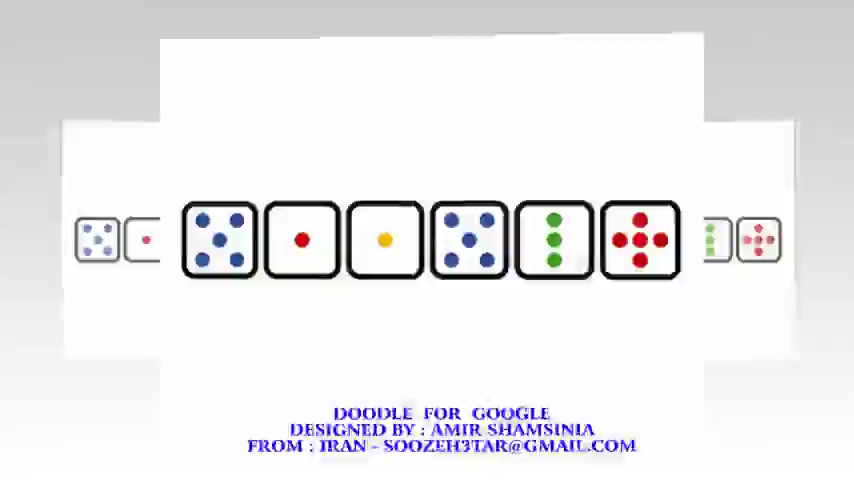 DOODLE FOR GOOGLE
DESIGNED BY : AMIR SHAMSINIA
FROM : IRAN - SOOZEH3TAR@GMAIL.COM